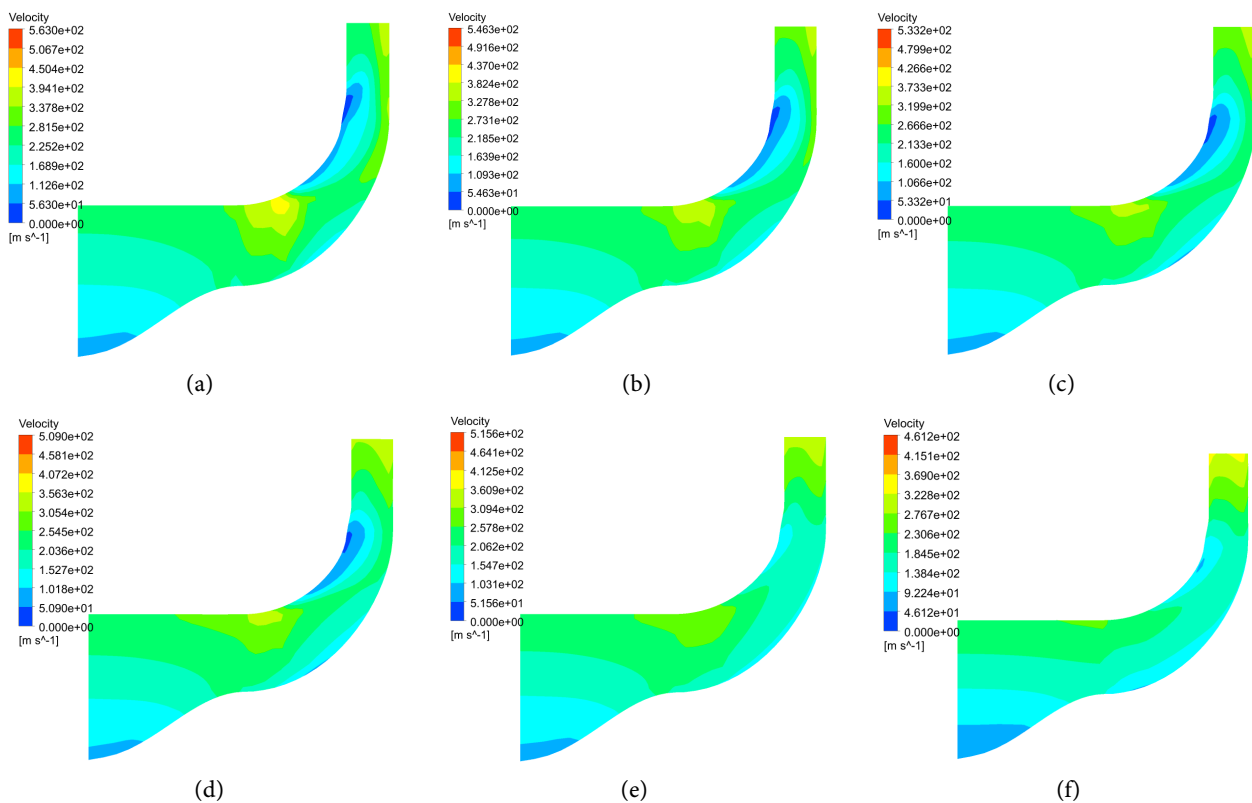 Velocity
5.630e+02
5.067e+02
4.504e+02
3.941e+02
3.378e+02
2.815e+02
2.252e+02
1.689e+02
1.126e+02
5.630e+01
0.000e+00
[m s^-1]
(a)
Velocity
5.463e+02
4.916e+02
4.370e+02
3.824e+02
3.278e+02
2.731e+02
2.185e+02
1.639e+02
1.093e+02
5.463e+01
0.000e+00
[m s^-1]
(b)
Velocity
5.332e+02
4.799e+02
4.266e+02
3.733e+02
3.199e+02
2.666e+02
2.133e+02
1.600e+02
1.066e+02
5.332e+01
0.000e+00
[m s^-1]
(c)
Velocity
5.090e+02
4.581e+02
4.072e+02
3.563e+02
3.054e+02
2.545e+02
2.036e+02
1.527e+02
1.018e+02
5.090e+01
0.000e+00
[m s^-1]
(d)
Velocity
5.156e+02
4.641e+02
4.125e+02
3.609e+02
3.094e+02
2.578e+02
2.062e+02
1.547e+02
1.031e+02
5.156e+01
0.000e+00
[m s^-1]
(e)
Velocity
4.612e+02
4.151e+02
3.690e+02
3.228e+02
2.767e+02
2.306e+02
1.845e+02
1.384e+02
9.224e+01
4.612e+01
0.000e+00
[m s^-1]
(f)